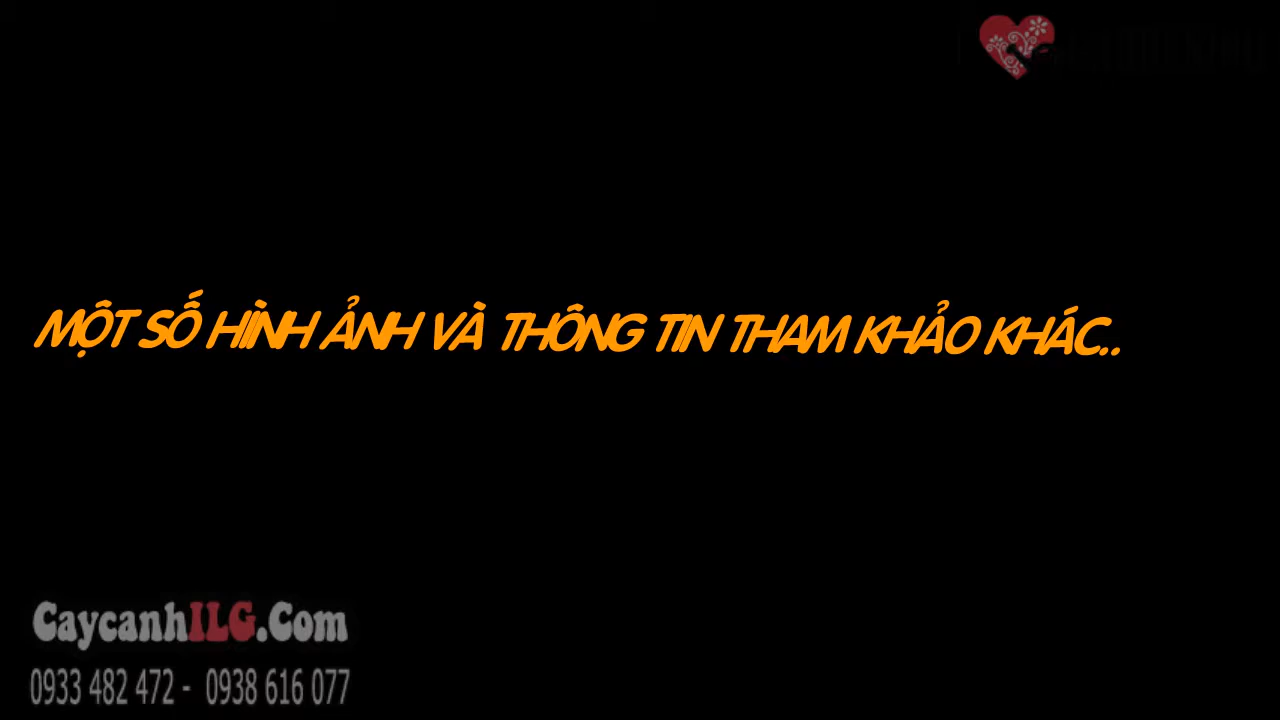 MỘT SỐ HÌNH ẢNH VÀ THÔNG TIN THAM KHẢO KHÁC..
CaycanhILG.Com
0933 482 472 - 0938 616 077